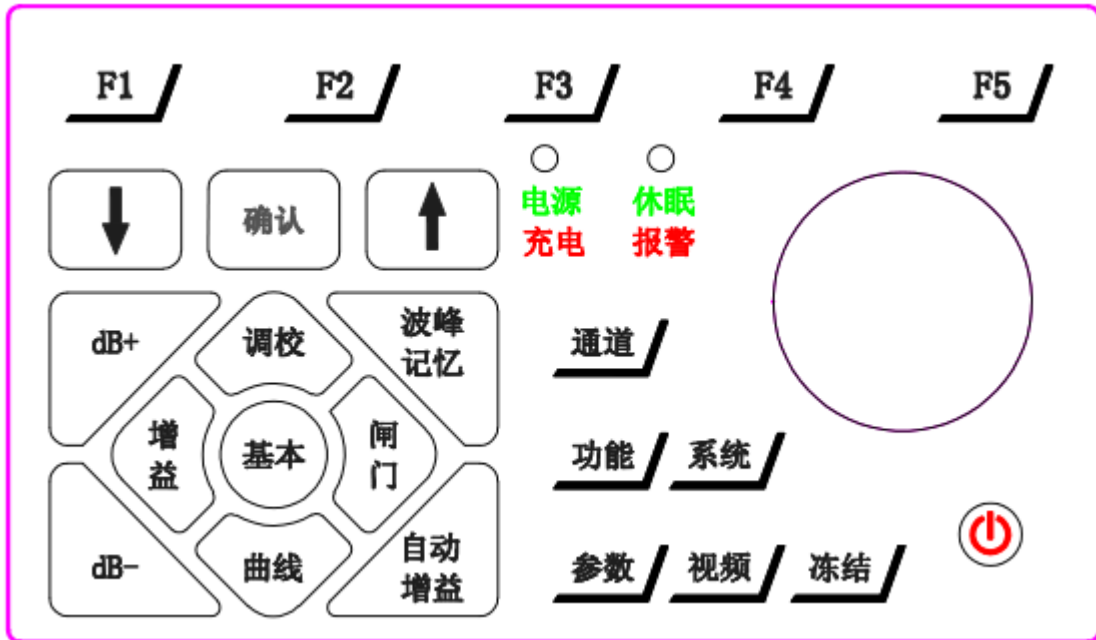 F1 F2 F3 F4 F5
确认
电源 休眠
充电 报警
dB+
调校
波峰
记忆
通道
增
益
基本
闸
门
功能 系统
dB-
曲线
自动
增益
参数 视频 冻结